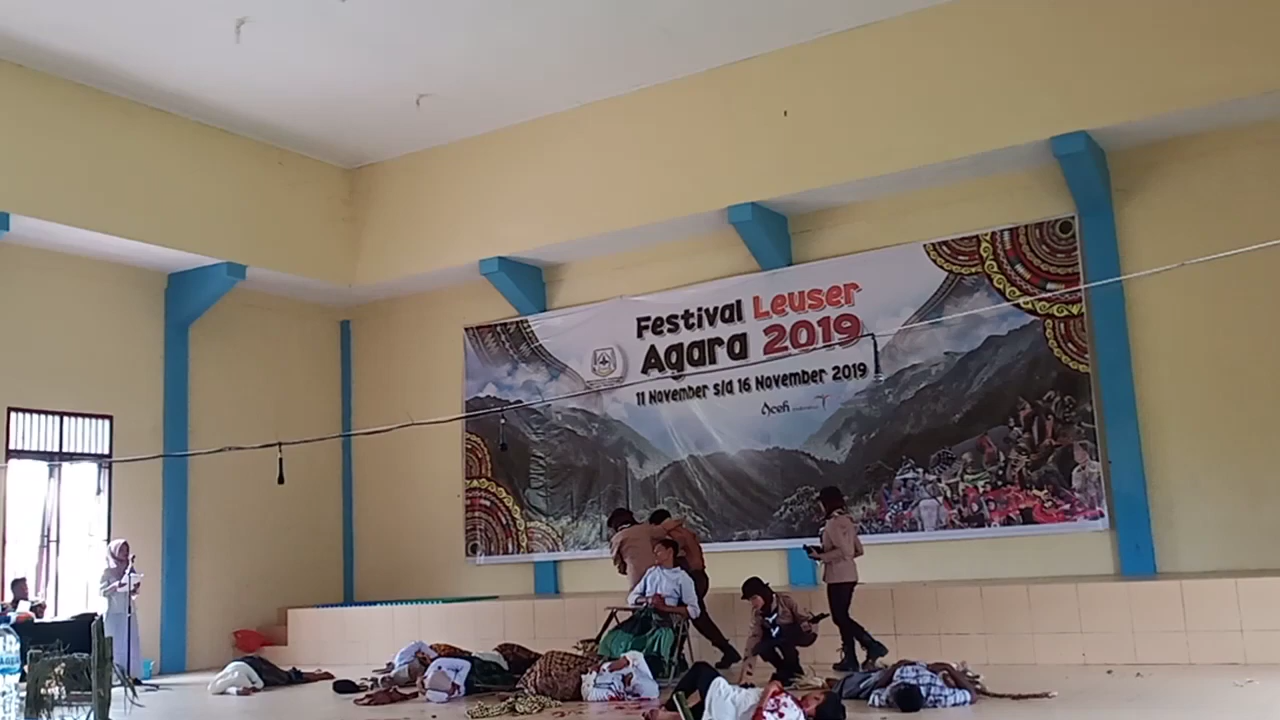 Festival Leuser
Agara 2019
11 November s/d 16 November 2019
Aceh